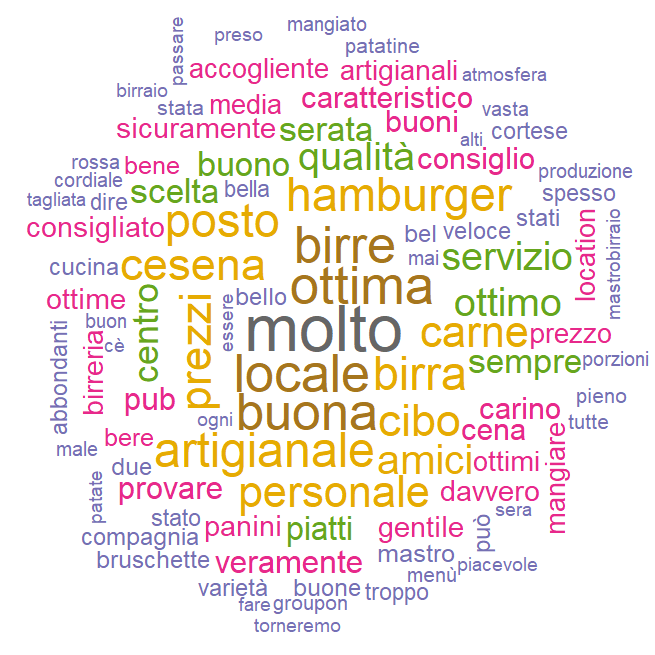 mangiato
preso
patatine
passare
accogliente
artigianali
atmosfera
birraio
stata
media
caratteristico
vasta
sicuramente
serata
buoni
alti
cortese
rossa
bene
buono
qualità
consiglio
produzione
cordiale
tagliata
dire
scelta
bella
hamburger
spesso
consigliato
posto
birre
bel
veloce
stati
location
mastrobirraio
cucina
cesena
ottima
mai
servizio
ottime
centro
prezzi
essere
bello
molto
ottimo
buon
cè
abbondanti
birreria
carne
prezzo
locale
birra
sempre
porzioni
pub
ogni
buona
cibo
carino
pieno
bere
cena
tutte
male
due
artigianale
amici
ottimi
mangiare
patate
provare
personale
davvero
sera
stato
compagnia
panini
piatti
gentile
può
bruschette
veramente
mastro
piacevole
menù
varietà
buone
troppo
fare
groupon
torneremo